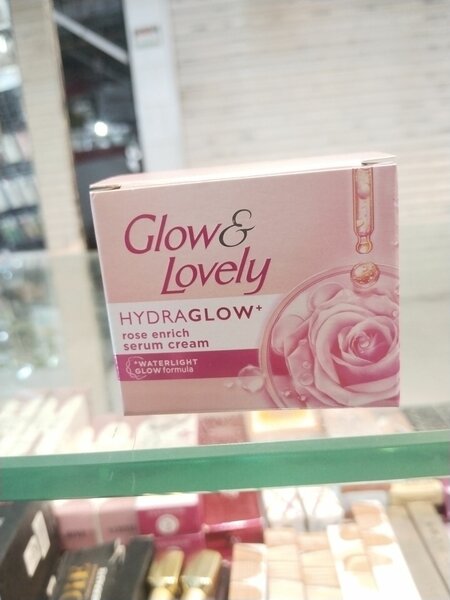 Glow &
Lovely
HYDRAGLOW+
rose enrich
serum cream
+WATERLIGHT
GLOW formula